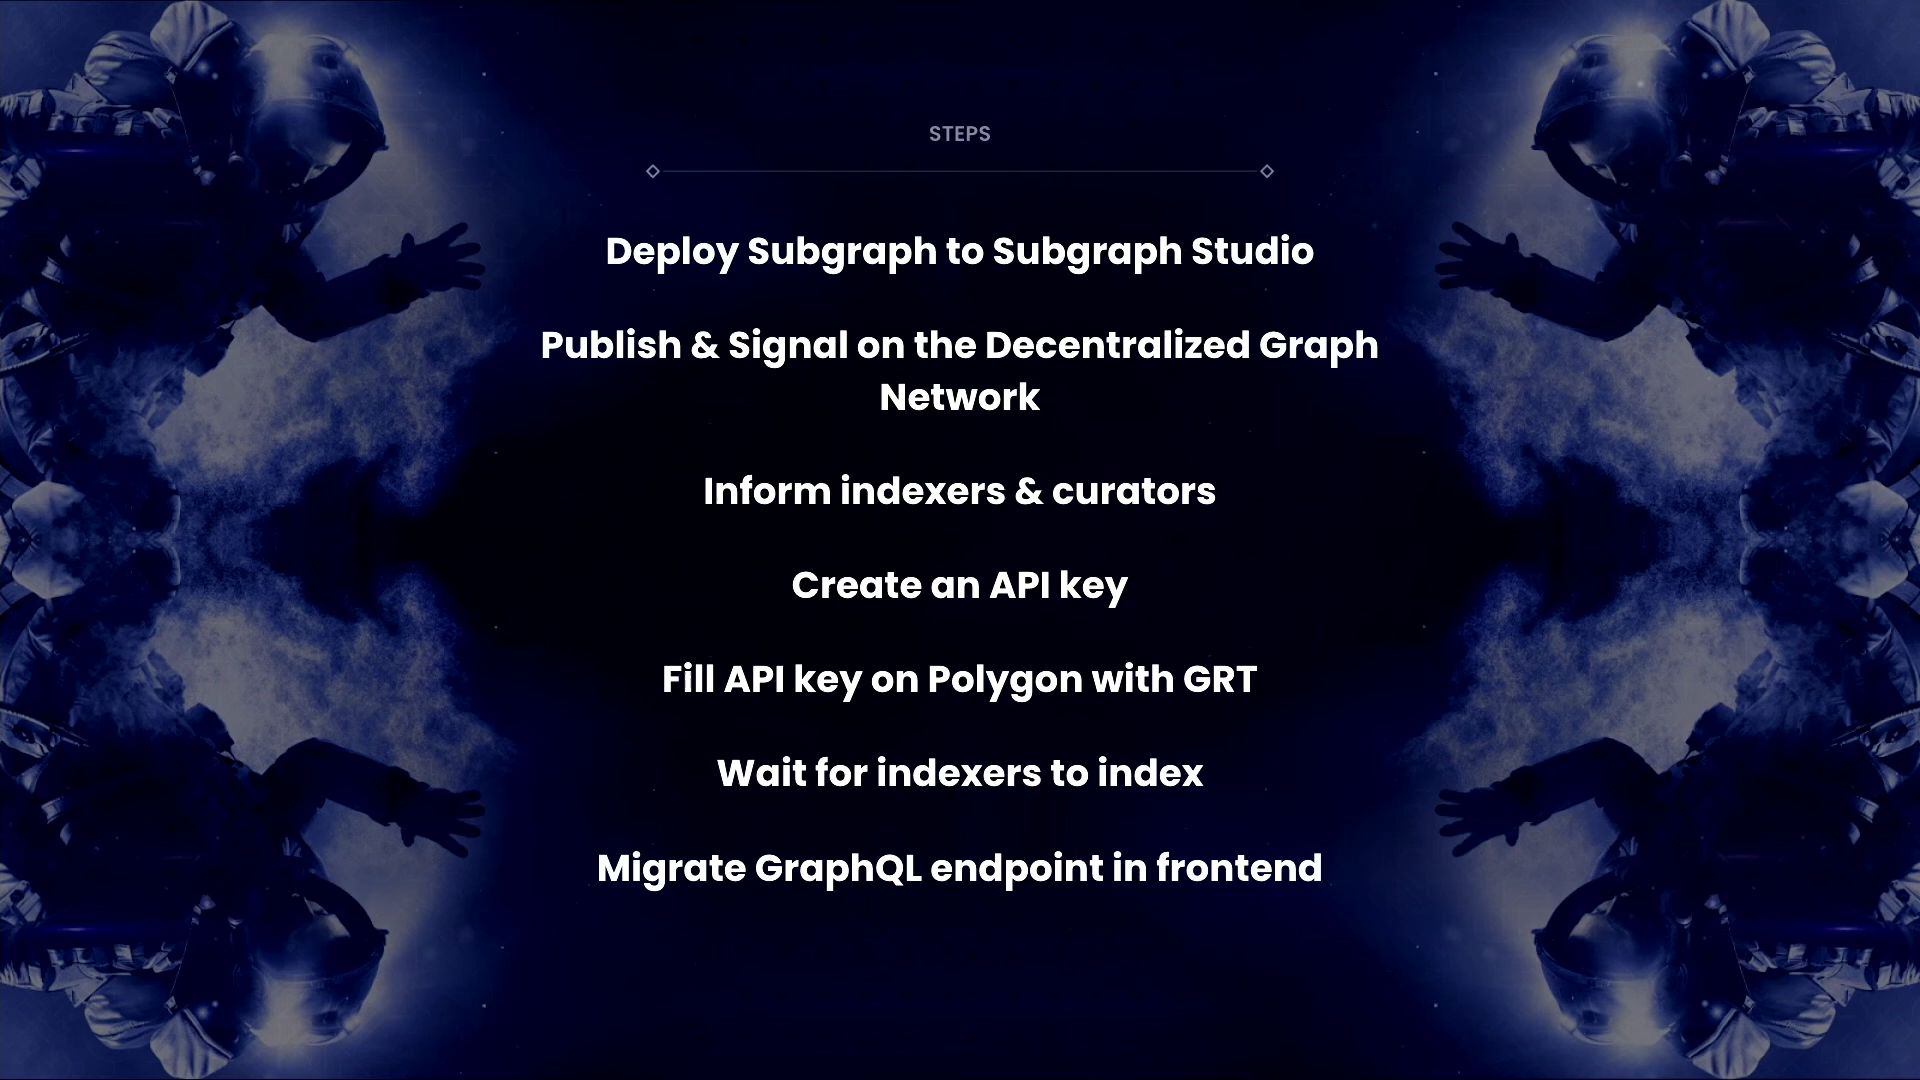 STEPS
Deploy Subgraph to Subgraph Studio
Publish & Signal on the Decentralized Graph
Network
Inform indexers & curators
Create an API key
Fill API key on Polygon with GRT
Wait for indexers to index
Migrate GraphQL endpoint in frontend